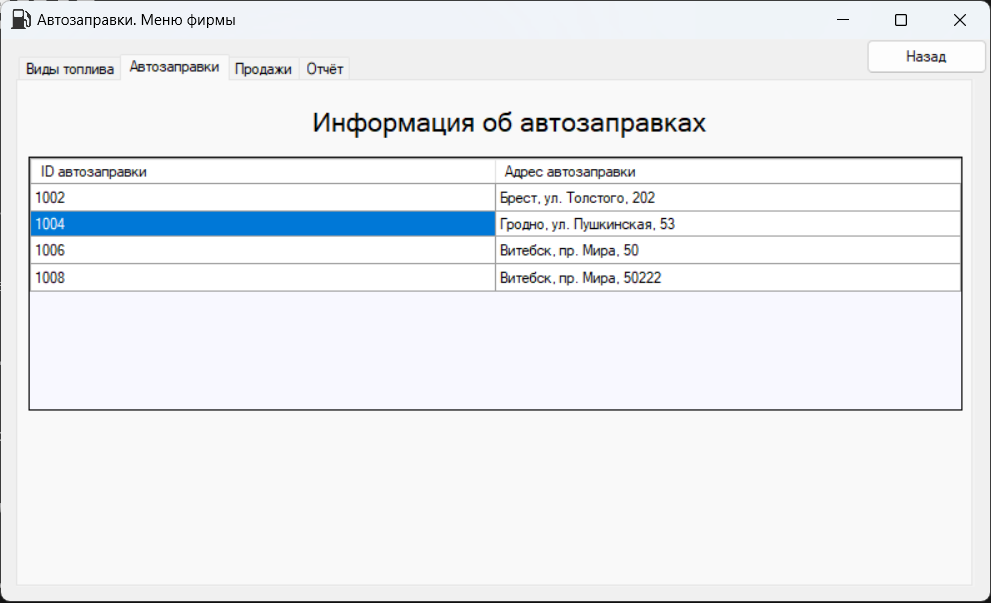 Автозаправки. Меню фирмы
Назад
Виды топлива Автозаправки Продажи Отчёт
Информация об автозаправках
ID автозаправки Адрес автозаправки
1002 Брест, ул. Толстого, 202
1004 Гродно, ул. Пушкинская, 53
1006 Витебск, пр. Мира, 50
1008 Витебск, пр. Мира, 50222